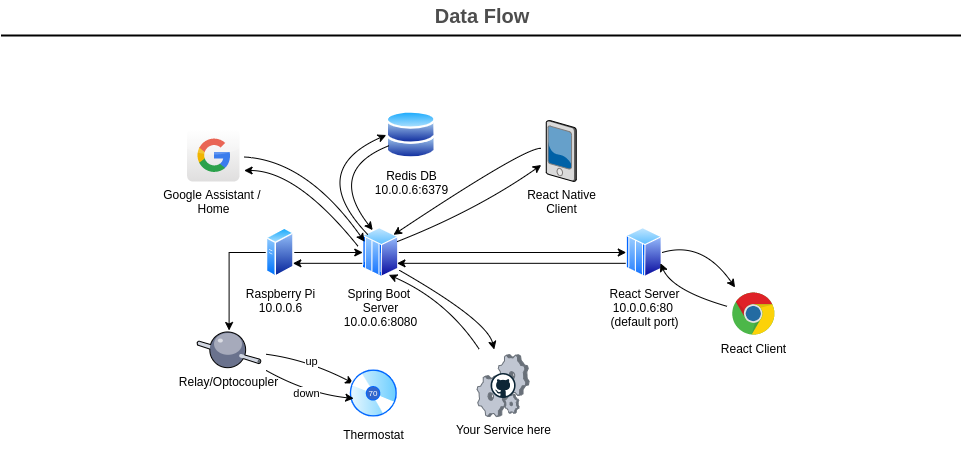 Data Flow
Redis DB
10.0.0.6:6379
Google Assistant /
Home
React Native
Client
Raspberry Pi
10.0.0.6
Spring Boot
Server
10.0.0.6:8080
React Server
10.0.0.6:80
(default port)
React Client
Relay/Optocoupler
up
down
70
Thermostat
Your Service here